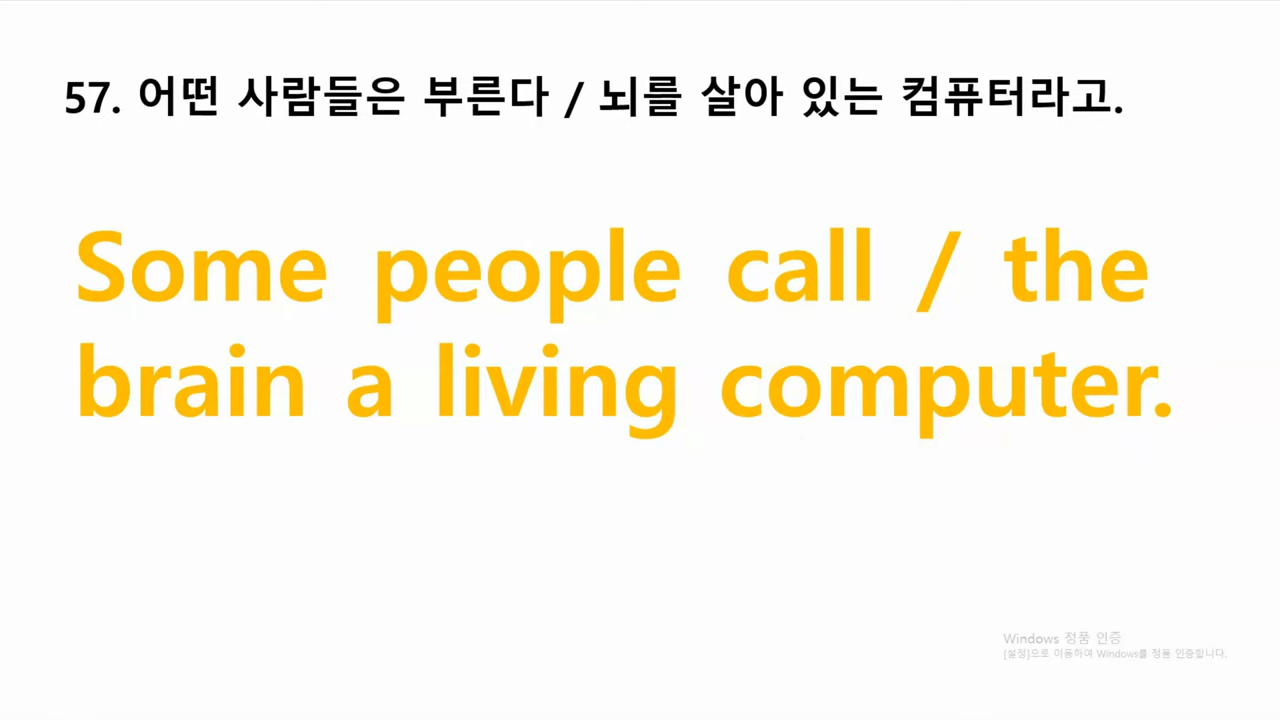 57. 어떤 사람들은 부른다 / 뇌를 살아 있는 컴퓨터라고.
Some people call / the
brain a living computer.
Windows 정품 인증
[설정]으로 이동하여 Windows를 정품 인증합니다.